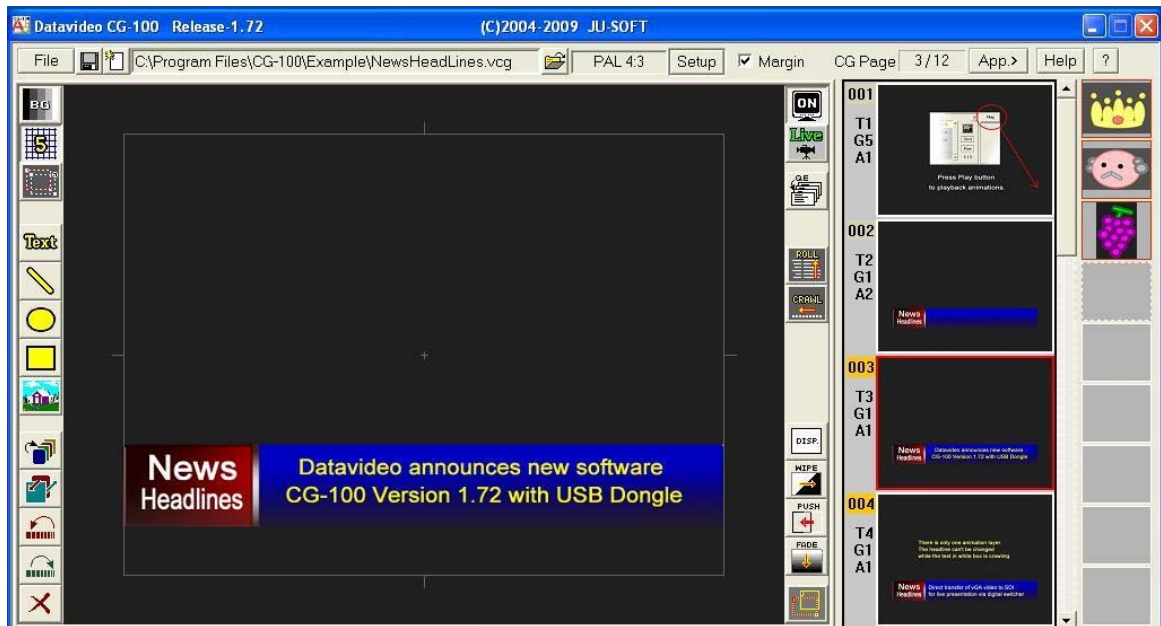 Datavideo CG-100 Release-1.72 (C)2004-2009 JU-SOFT
File C:\Program Files\CG-100\Example\NewsHeadLines.vcg PAL 4:3 Setup Margin CG Page 3/12 App.> Help ?
BG
5
Text
ON
Live
Q.E
ROLL
CRAWL
DISP.
WIPE
PUSH
FADE
News
Headlines
Datavideo announces new software
CG-100 Version 1.72 with USB Dongle
001
T1
G5
A1
Play
Press Play button
to playback animations.
002
T2
G1
A2
News
Headlines
003
T3
G1
A1
News
Headlines
Datavideo announces new software
CG-100 Version 1.72 with USB Dongle
004
T4
G1
A1
There is only one animation layer.
The headline can't be changed
while the text in white box is crawling
News
Headlines
Direct transfer of VGA video to SDI
for live presentation via digital switcher